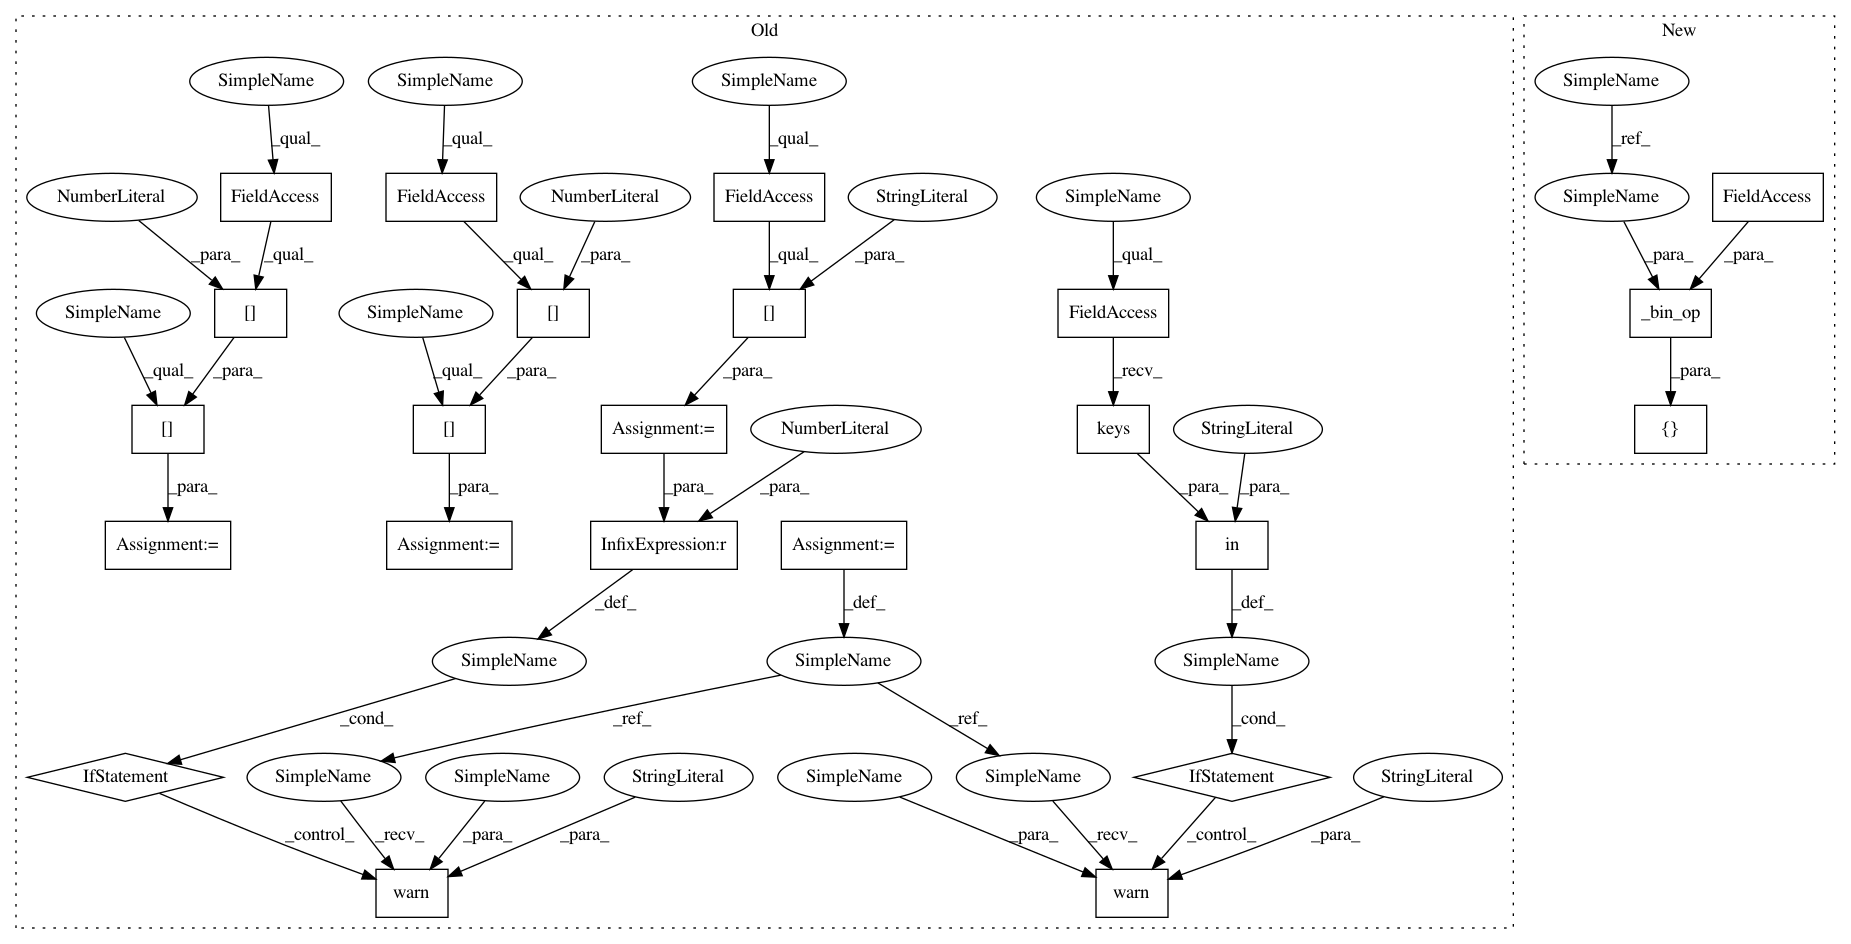 Old
New
SimpleName
SimpleName
SimpleName
SimpleName
_qual_
_qual_
_qual_
_ref_
NumberLiteral
FieldAccess
FieldAccess
NumberLiteral
FieldAccess
StringLiteral
SimpleName
SimpleName
FieldAccess
_para_
_qual_
_qual_
_para_
_qual_
_para_
_qual_
_para_
_para_
SimpleName
[]
SimpleName
[]
[]
FieldAccess
_bin_op
_qual_
_para_
_qual_
_para_
_para_
_recv_
_para_
[]
[]
Assignment:=
NumberLiteral
keys
StringLiteral
{}
_para_
_para_
_para_
_para_
_para_
_para_
Assignment:=
Assignment:=
InfixExpression:r
Assignment:=
in
_def_
_def_
_def_
SimpleName
SimpleName
SimpleName
_cond_
_ref_
_ref_
_cond_
IfStatement
SimpleName
SimpleName
StringLiteral
SimpleName
SimpleName
IfStatement
StringLiteral
_control_
_recv_
_para_
_para_
_para_
_recv_
_control_
_para_
warn
warn